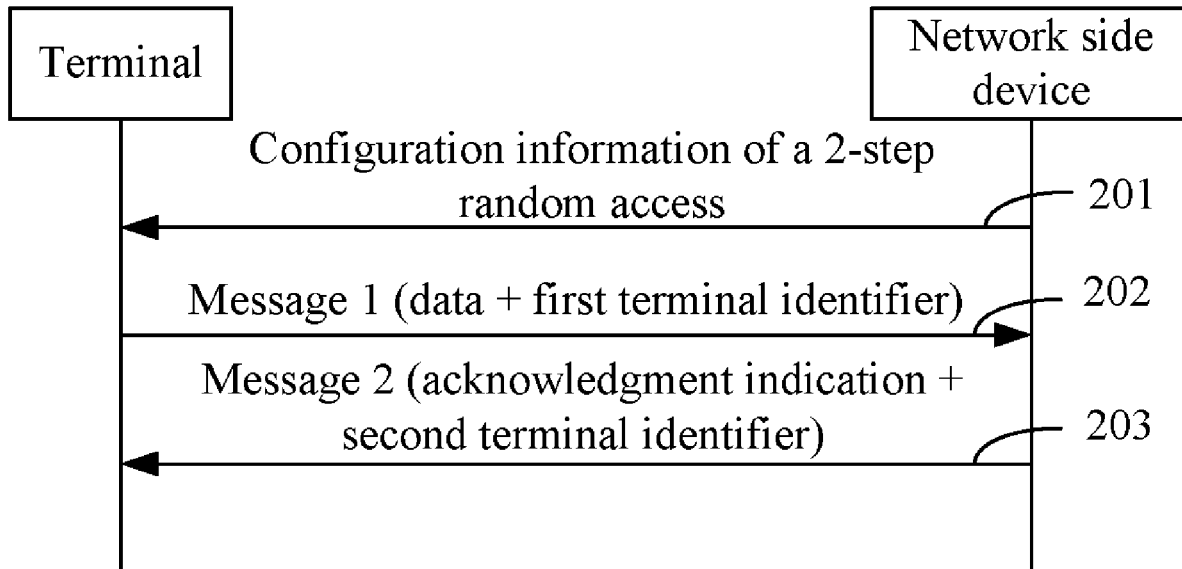 Terminal
Network side
device
Configuration information of a 2-step
random access
201
Message 1 (data + first terminal identifier)
202
Message 2 (acknowledgment indication +
second terminal identifier)
203